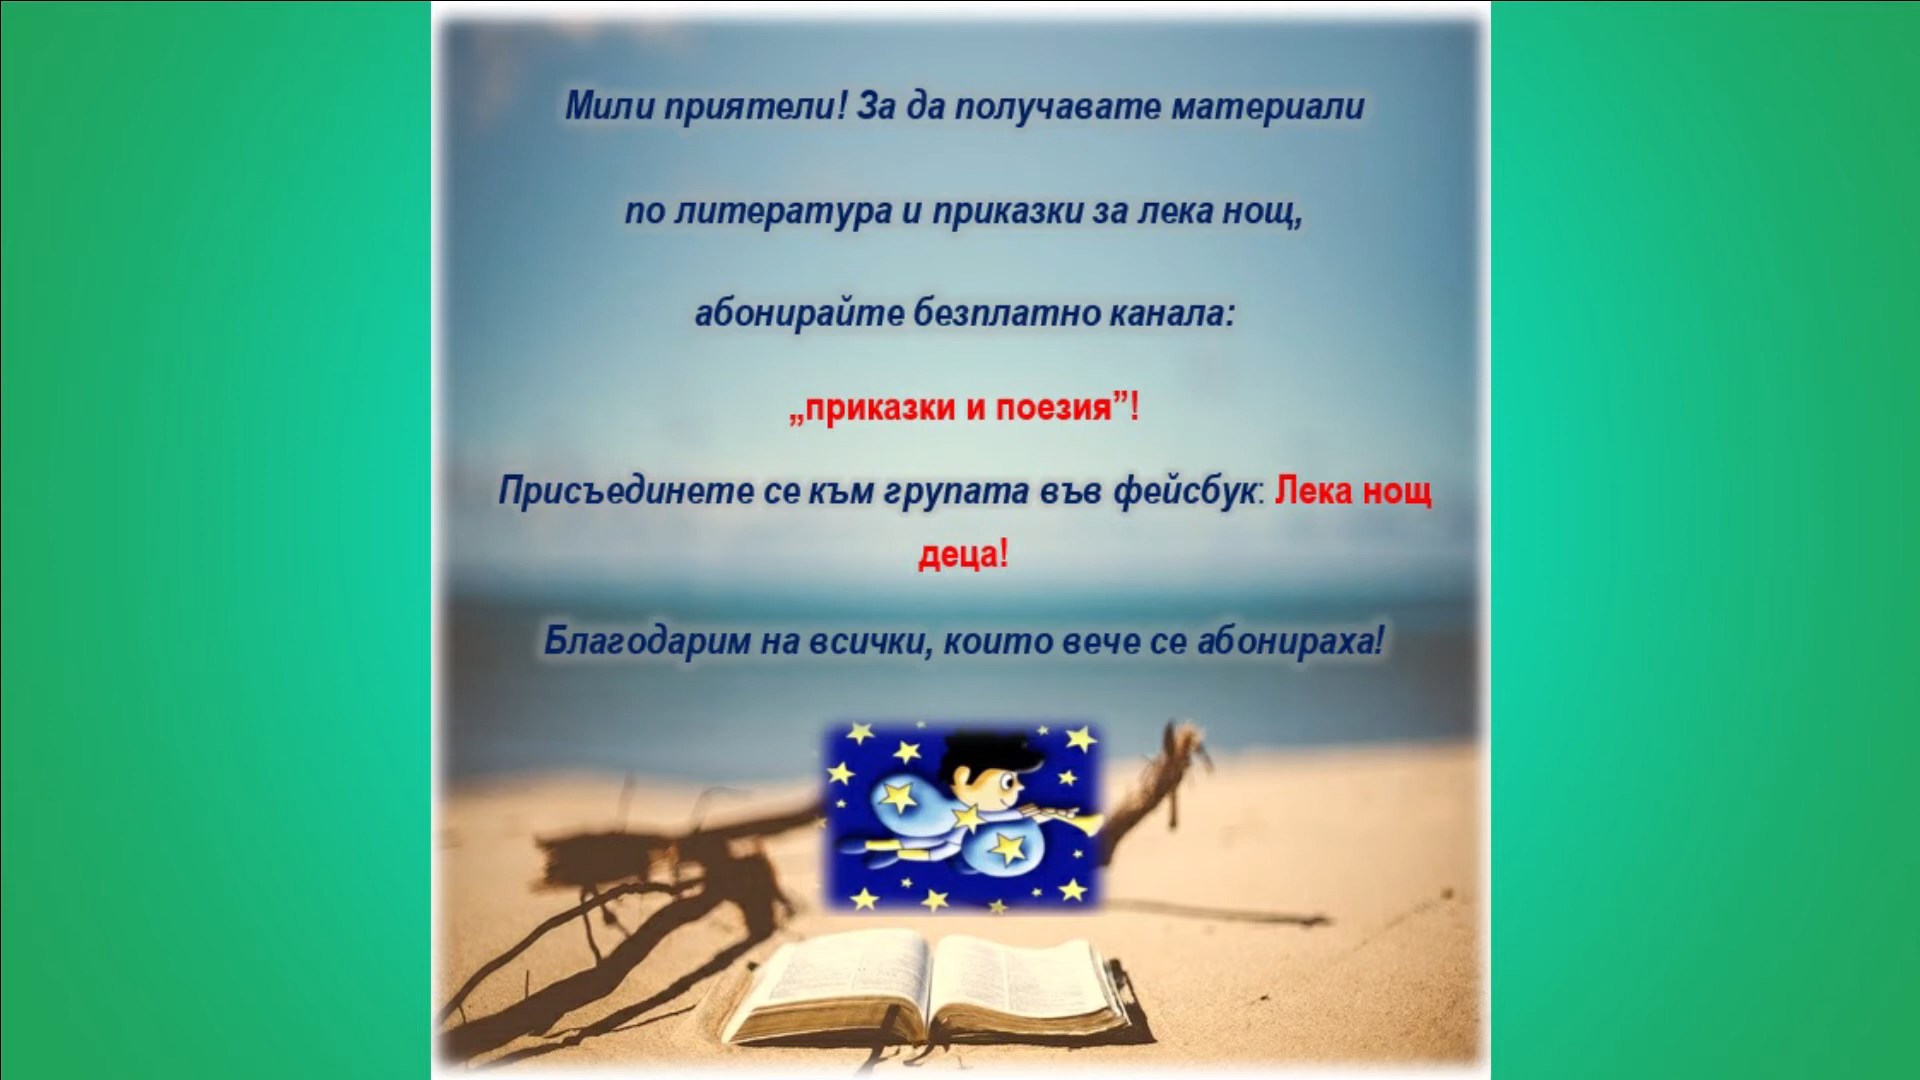 Мили приятели! За да получавате материали
по литература и приказки за лека нощ,
абонирайте безплатно канала:
„приказки и поезия”!
Присъединете се към групата във фейсбук: Лека нощ
деца!
Благодарим на всички, които вече се абонираха!